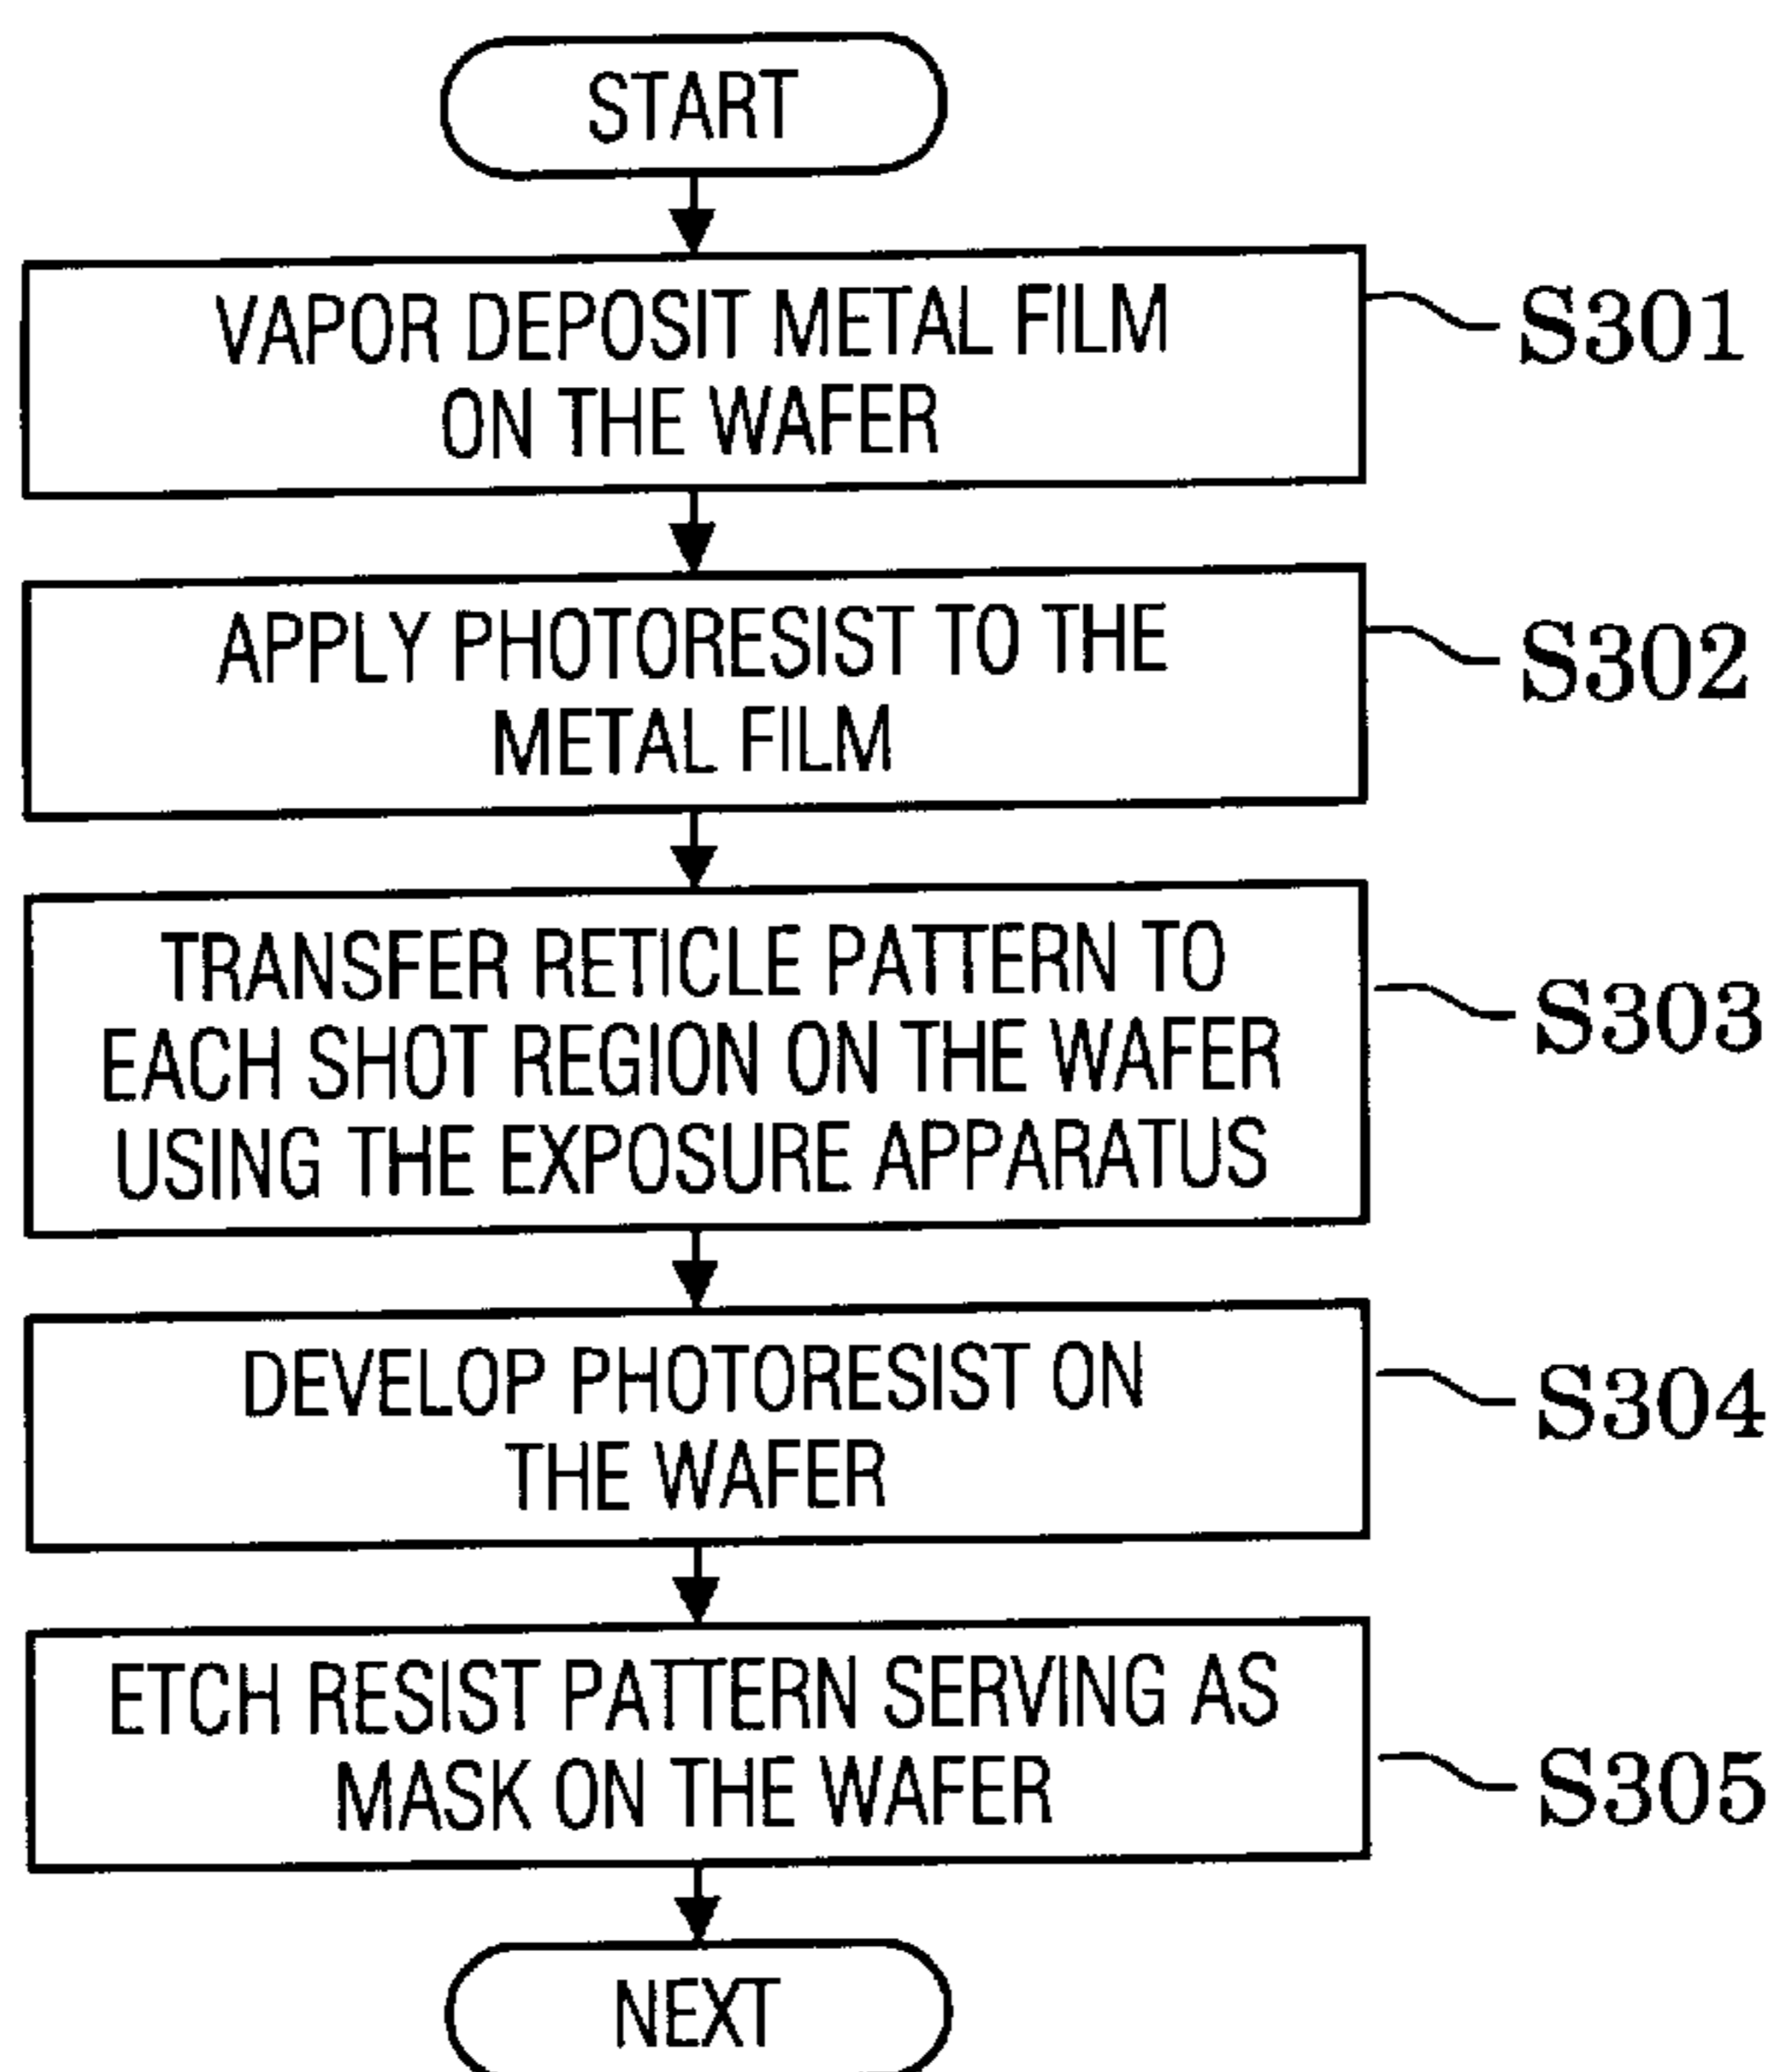 START
VAPOR DEPOSIT METAL FILM
ON THE WAFER
S301
APPLY PHOTORESIST TO THE
METAL FILM
S302
TRANSFER RETICLE PATTERN TO
EACH SHOT REGION ON THE WAFER
USING THE EXPOSURE APPARATUS
S303
DEVELOP PHOTORESIST ON
THE WAFER
S304
ETCH RESIST PATTERN SERVING AS
MASK ON THE WAFER
S305
NEXT